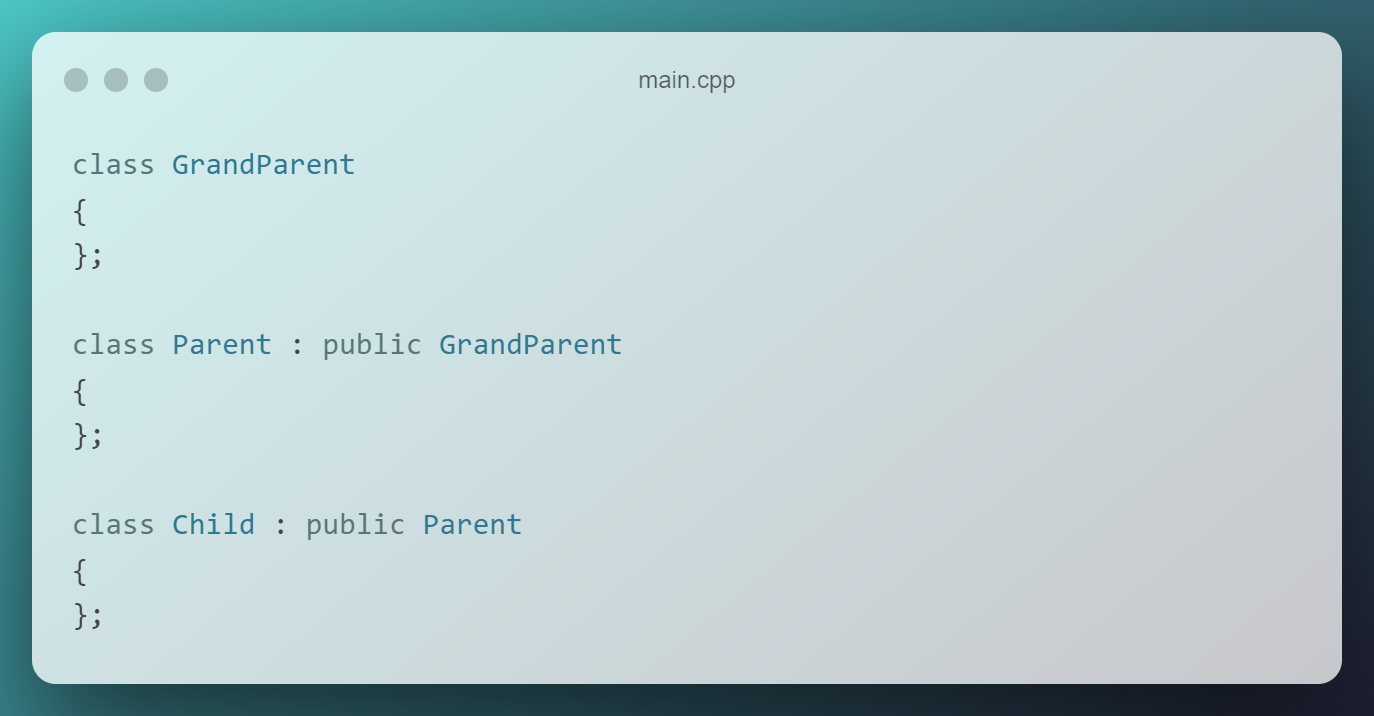 main.cpp
class GrandParent
{
};
class Parent : public GrandParent
{
};
class Child : public Parent
{
};